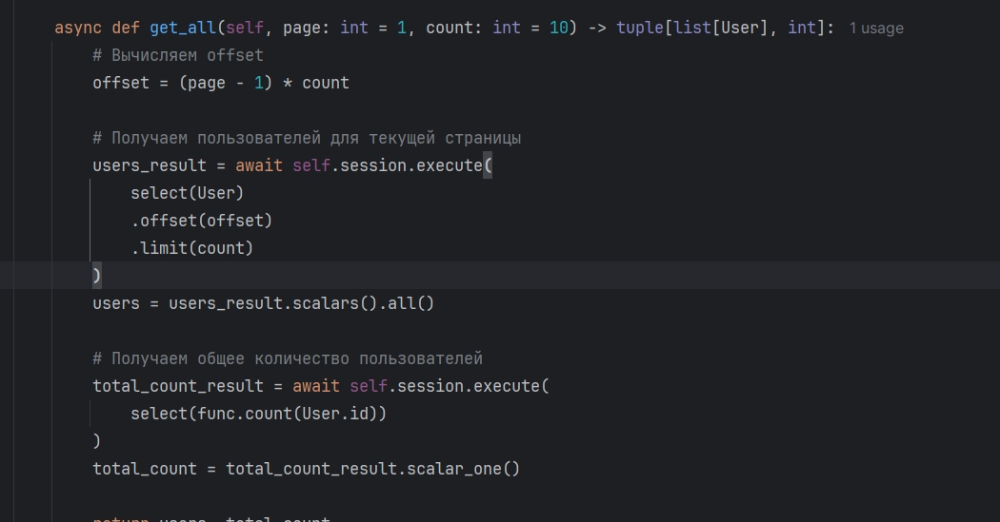 async def get_all(self, page: int = 1, count: int = 10) -> tuple[list[User], int]: 1 usage
# Вычисляем offset
offset = (page - 1) * count
# Получаем пользователей для текущей страницы
users_result = await self.session.execute(
select(User)
.offset(offset)
.limit(count)
)
users = users_result.scalars().all()
# Получаем общее количество пользователей
total_count_result = await self.session.execute(
select(func.count(User.id))
)
total_count = total_count_result.scalar_one()
return users, total_count